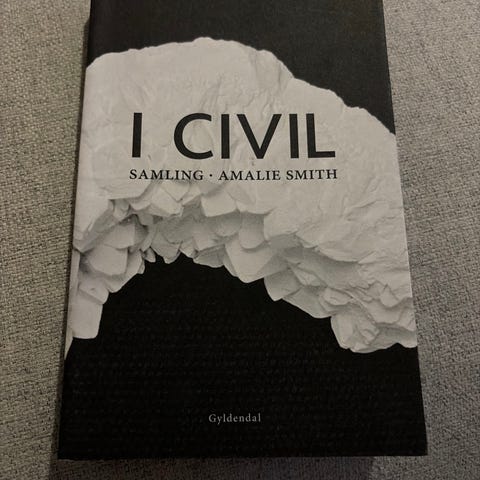 I CIVIL
SAMLING · AMALIE SMITH
Gyldendal